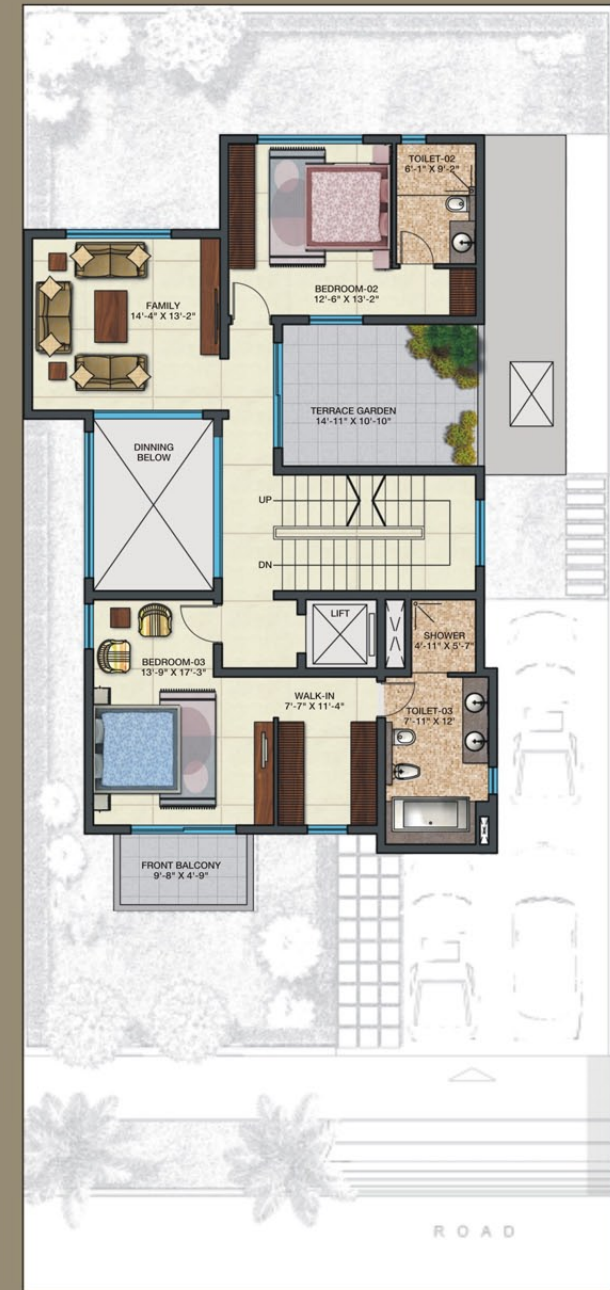 TOILET-02
6'-1" X 9'-2"
BEDROOM-02
12'-6" X 13'-2"
FAMILY
14'-4" X 13'-2"
TERRACE GARDEN
14'-11" X 10'-10"
DINNING
BELOW
UP
DN
LIFT
SHOWER
4'-11" X 5'-7"
BEDROOM-03
13'-9" X 17'-3"
WALK-IN
7'-7" X 11'-4"
TOILET-03
7'-11" X 12'
FRONT BALCONY
9'-8" X 4'-9"
ROAD